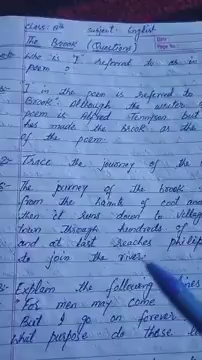 Class: 10th Subject: English
The Brook (Questions)
Date
Page No.
who is 'I' referred to as in
poem?
I in the poem is referred to
Brook. Although the writer
poem is Alfred Tennyson but
has made the brook as the
of the poem.
Trace the journey of the
The journey of the brook
from the haunts of coot and
then it runs down to village
town through hundreds of
and at last reaches philip
to join the river.
Explain the following lines
"For men may come
But I go on forever
what purpose do these